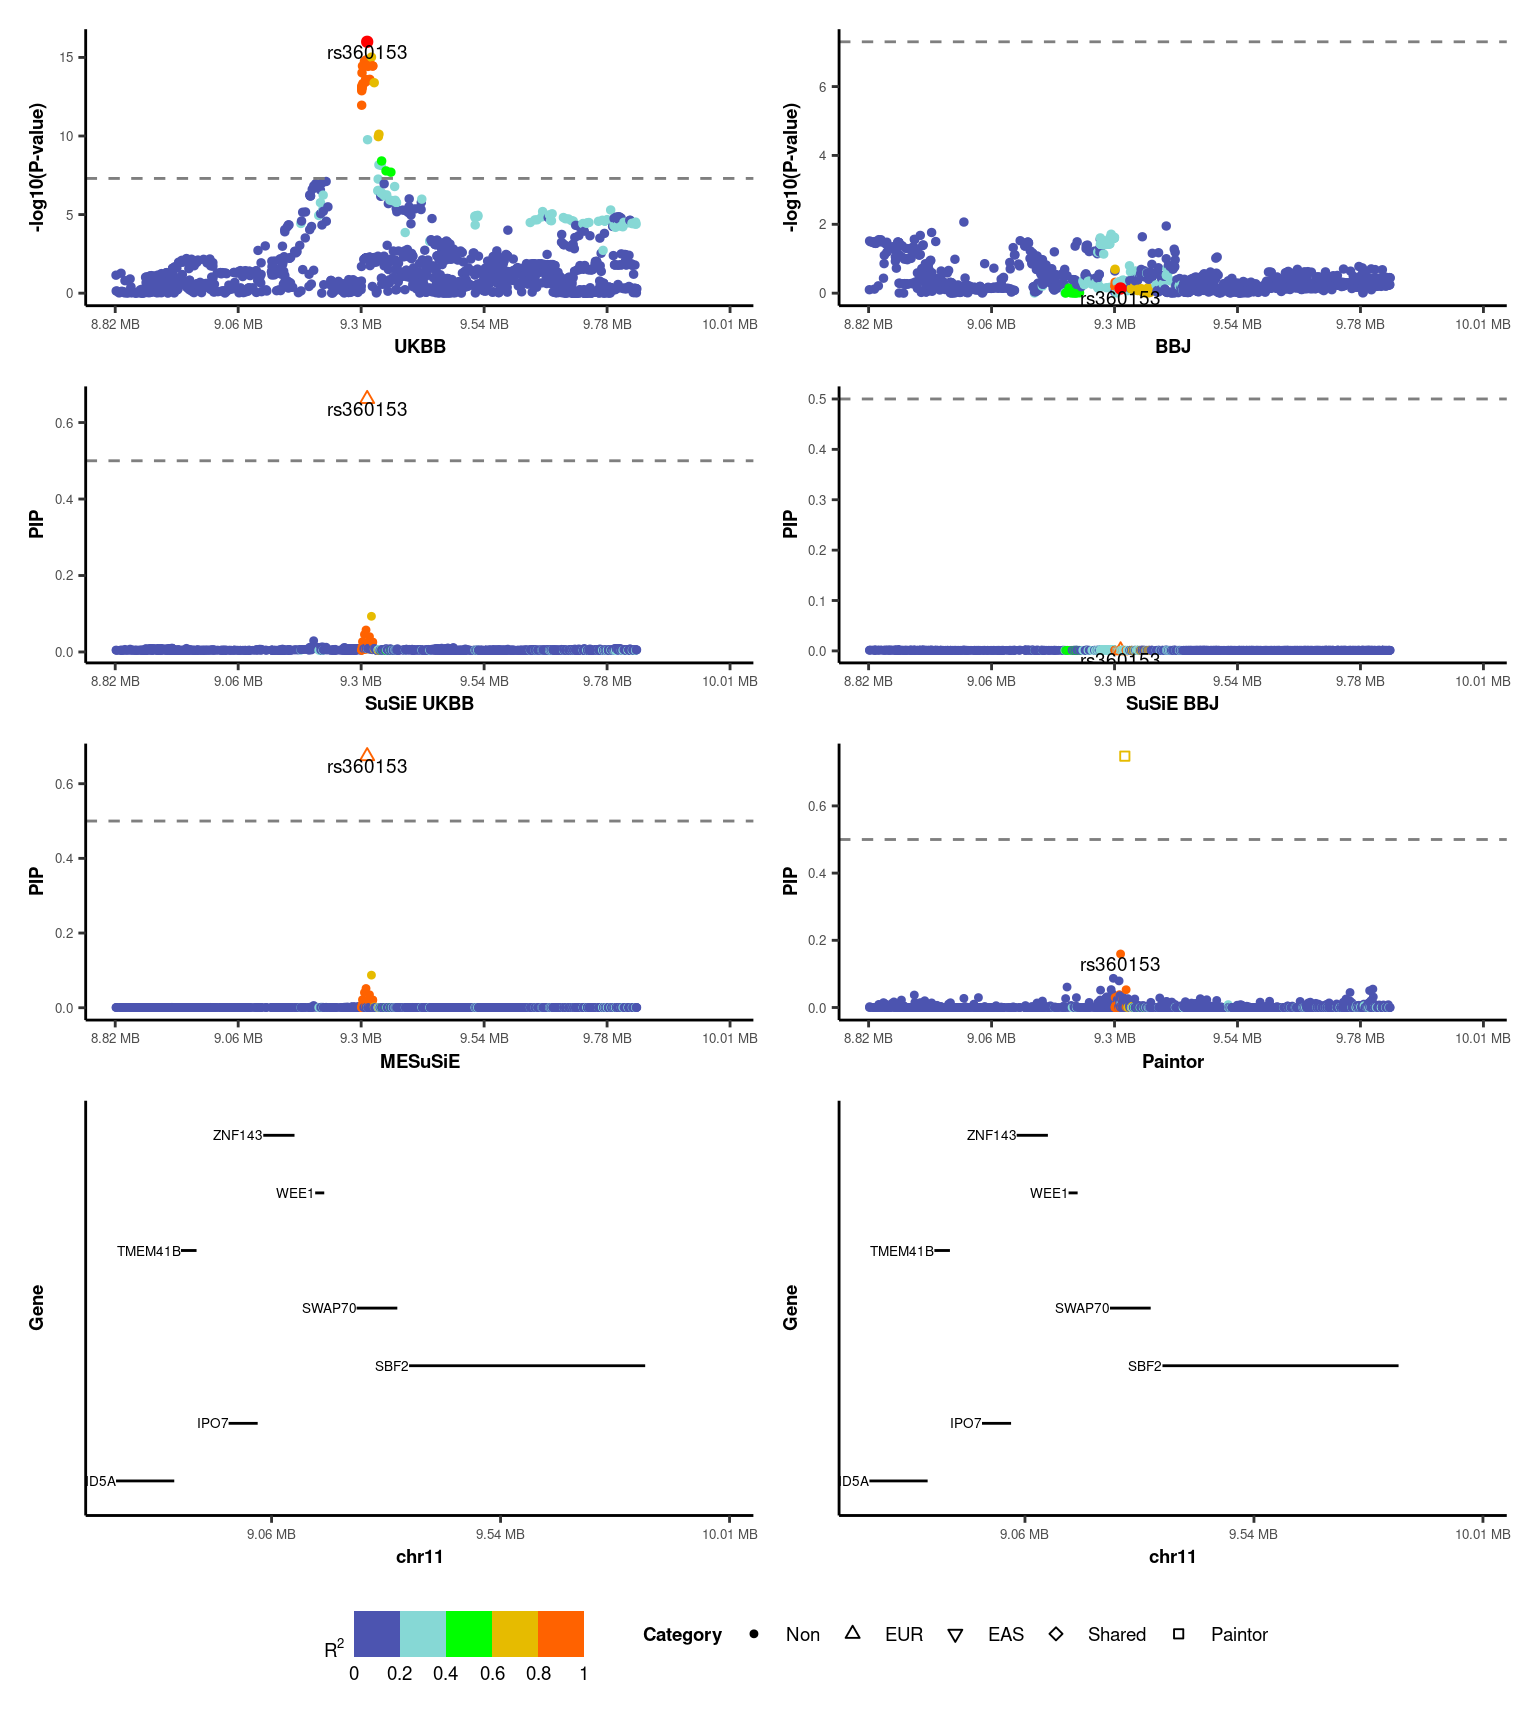 -log10(P-value)
15
10
5
0
rs360153
8.82 MB 9.06 MB 9.3 MB 9.54 MB 9.78 MB 10.01 MB
UKBB
-log10(P-value)
6
4
2
0
rs360153
8.82 MB 9.06 MB 9.3 MB 9.54 MB 9.78 MB 10.01 MB
BBJ
PIP
0.6
0.4
0.2
0.0
rs360153
8.82 MB 9.06 MB 9.3 MB 9.54 MB 9.78 MB 10.01 MB
SuSiE UKBB
PIP
0.5
0.4
0.3
0.2
0.1
0.0
rs360153
8.82 MB 9.06 MB 9.3 MB 9.54 MB 9.78 MB 10.01 MB
SuSiE BBJ
PIP
0.6
0.4
0.2
0.0
rs360153
8.82 MB 9.06 MB 9.3 MB 9.54 MB 9.78 MB 10.01 MB
MESuSiE
PIP
0.6
0.4
0.2
0.0
rs360153
8.82 MB 9.06 MB 9.3 MB 9.54 MB 9.78 MB 10.01 MB
Paintor
Gene
ZNF143
WEE1
TMEM41B
SWAP70
SBF2
IPO7
ID5A
9.06 MB 9.54 MB 10.01 MB
chr11
Gene
ZNF143
WEE1
TMEM41B
SWAP70
SBF2
IPO7
ID5A
9.06 MB 9.54 MB 10.01 MB
chr11
R2
0 0.2 0.4 0.6 0.8 1
Category Non EUR EAS Shared Paintor